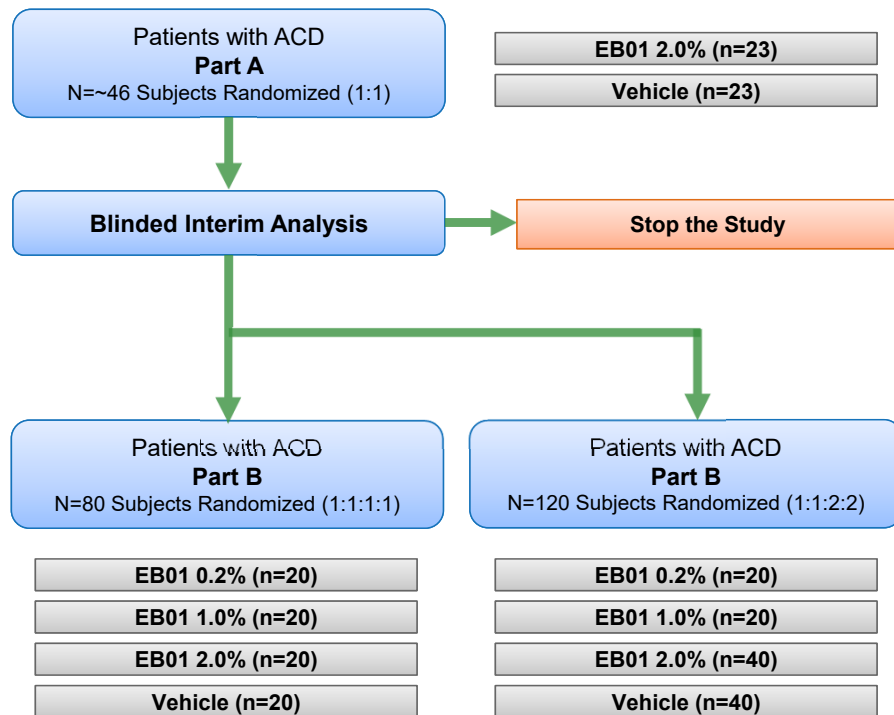 Patients with ACD
Part A
N=~46 Subjects Randomized (1:1)
EB01 2.0% (n=23)
Vehicle (n=23)
Blinded Interim Analysis
Stop the Study
Patients with ACD
Part B
N=80 Subjects Randomized (1:1:1:1)
EB01 0.2% (n=20)
EB01 1.0% (n=20)
EB01 2.0% (n=20)
Vehicle (n=20)
Patients with ACD
Part B
N=120 Subjects Randomized (1:1:2:2)
EB01 0.2% (n=20)
EB01 1.0% (n=20)
EB01 2.0% (n=40)
Vehicle (n=40)